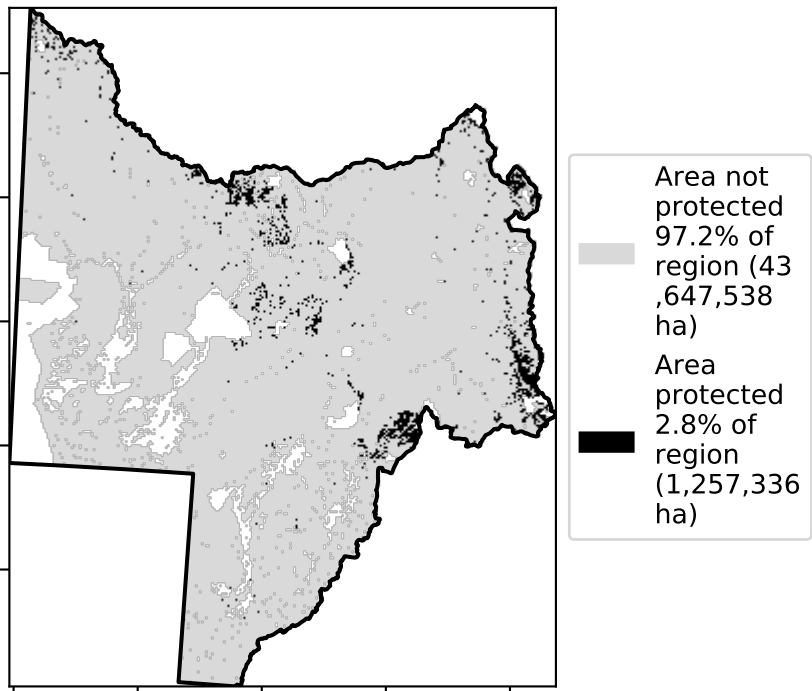 Area not
protected
97.2% of
region (43
,647,538
ha)
Area
protected
2.8% of
region
(1,257,336
ha)